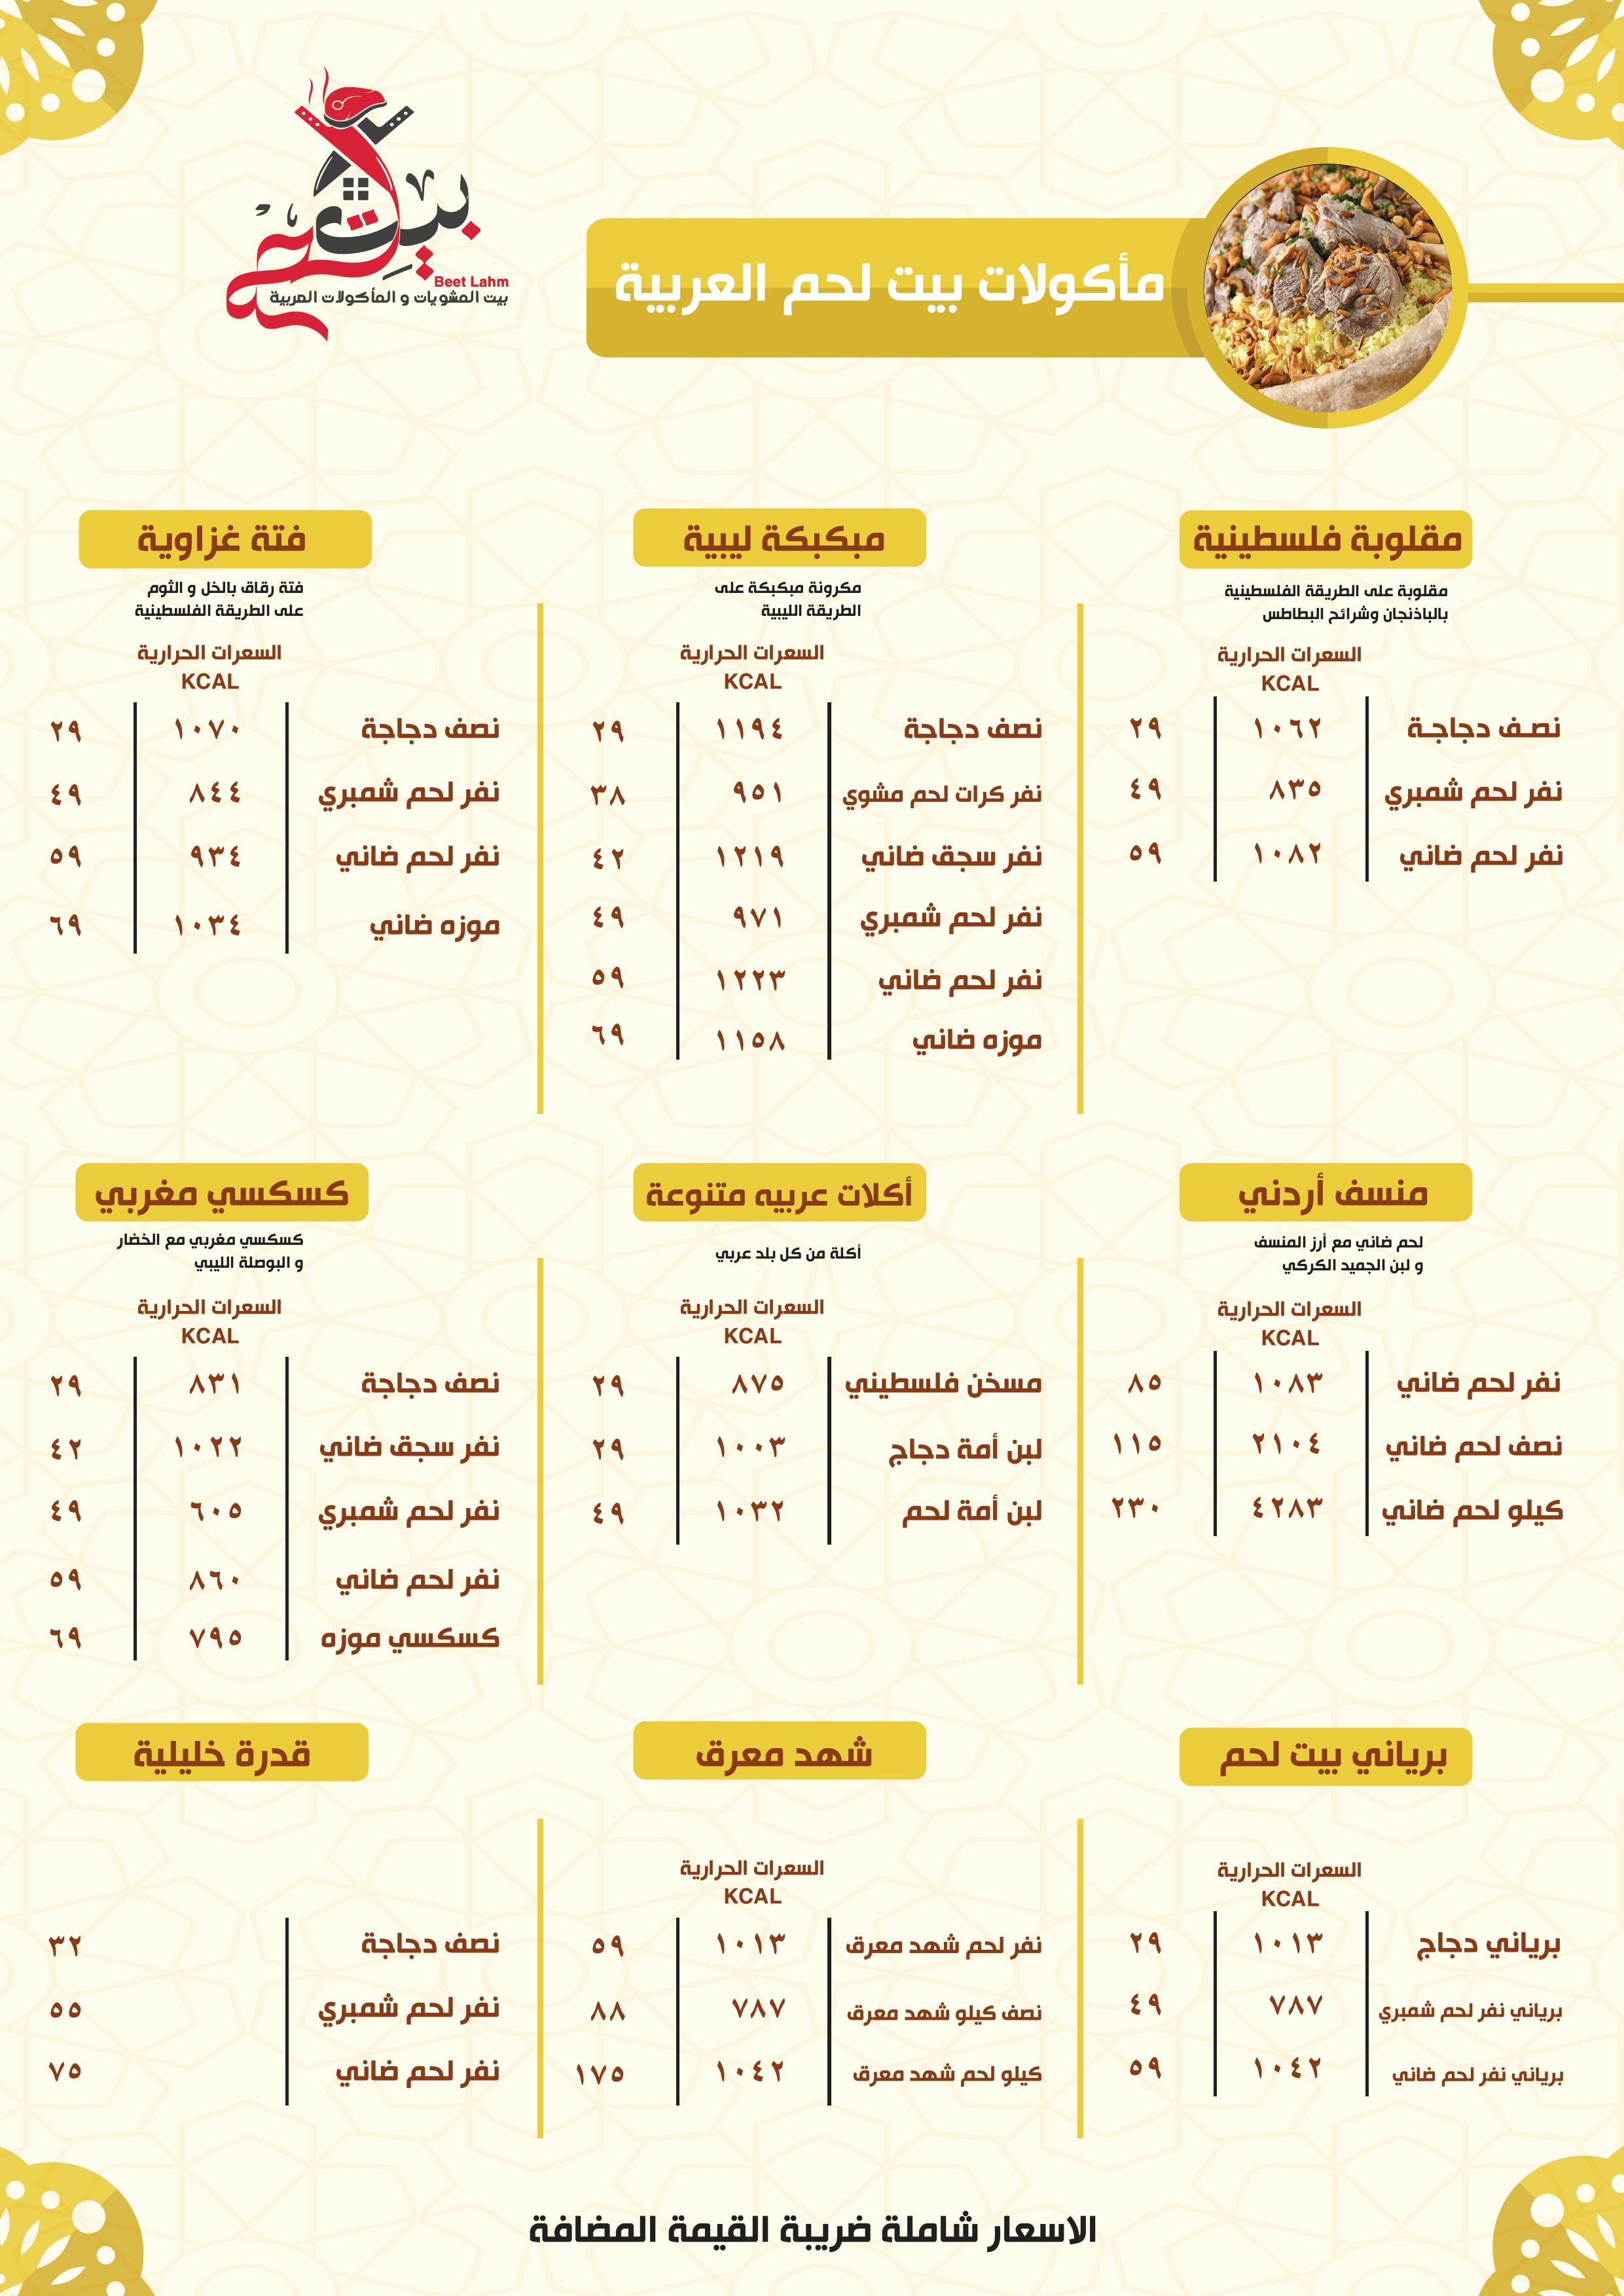 بيت لحم
Beet Lahm
بيت المشويات و المأكولات العربية
مأكولات بيت لحم العربية
مقلوبة فلسطينية
مقلوبة على الطريقة الفلسطينية
بالباذنجان وشرائح البطاطس
السعرات الحرارية
KCAL
نصف دجاجة ١٠٦٢ ٢٩
نفر لحم شمبري ٨٣٥ ٤٩
نفر لحم ضاني ١٠٨٢ ٥٩
مبكبكة ليبية
مكرونة مبكبكة على
الطريقة الليبية
السعرات الحرارية
KCAL
نصف دجاجة ١١٩٤ ٢٩
نفر كرات لحم مشوي ٩٥١ ٣٨
نفر سجق ضاني ١٢١٩ ٤٢
نفر لحم شمبري ٩٧١ ٤٩
نفر لحم ضاني ١٢٢٣ ٥٩
موزه ضاني ١١٥٨ ٦٩
فتة غزاوية
فتة رقاق بالخل و الثوم
على الطريقة الفلسطينية
السعرات الحرارية
KCAL
نصف دجاجة ١٠٧٠ ٢٩
نفر لحم شمبري ٨٤٤ ٤٩
نفر لحم ضاني ٩٣٤ ٥٩
موزه ضاني ١٠٣٤ ٦٩
منسف أردني
لحم ضاني مع أرز المنسف
و لبن الجميد الكركي
السعرات الحرارية
KCAL
نفر لحم ضاني ١٠٨٣ ٨٥
نصف لحم ضاني ٢١٠٤ ١١٥
كيلو لحم ضاني ٤٢٨٣ ٢٣٠
أكلات عربيه متنوعة
أكلة من كل بلد عربي
السعرات الحرارية
KCAL
مسخن فلسطيني ٨٧٥ ٢٩
لبن أمة دجاج ١٠٠٣ ٢٩
لبن أمة لحم ١٠٣٢ ٤٩
كسكسي مغربي
كسكسي مغربي مع الخضار
و البوصلة الليبي
السعرات الحرارية
KCAL
نصف دجاجة ٨٣١ ٢٩
نفر سجق ضاني ١٠٢٢ ٤٢
نفر لحم شمبري ٦٠٥ ٤٩
نفر لحم ضاني ٨٦٠ ٥٩
كسكسي موزه ٧٩٥ ٦٩
برياني بيت لحم
السعرات الحرارية
KCAL
برياني دجاج ١٠١٣ ٢٩
برياني نفر لحم شمبري ٧٨٧ ٤٩
برياني نفر لحم ضاني ١٠٤٢ ٥٩
شهد معرق
السعرات الحرارية
KCAL
نفر لحم شهد معرق ١٠١٣ ٥٩
نصف كيلو شهد معرق ٧٨٧ ٨٨
كيلو لحم شهد معرق ١٠٤٢ ١٧٥
قدرة خليلية
نصف دجاجة ٣٢
نفر لحم شمبري ٥٥
نفر لحم ضاني ٧٥
الاسعار شاملة ضريبة القيمة المضافة